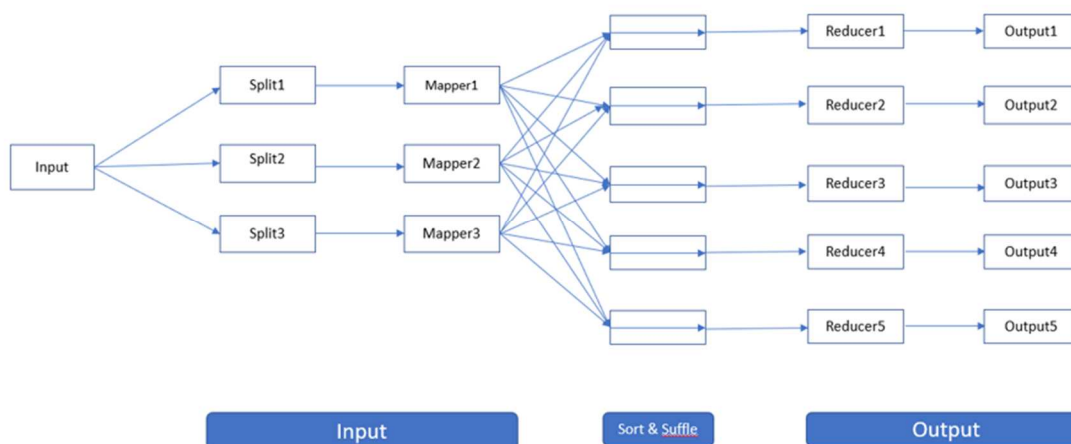 Input
Split1
Split2
Split3
Mapper1
Mapper2
Mapper3
Reducer1
Reducer2
Reducer3
Reducer4
Reducer5
Output1
Output2
Output3
Output4
Output5
Input
Sort & Suffle
Output